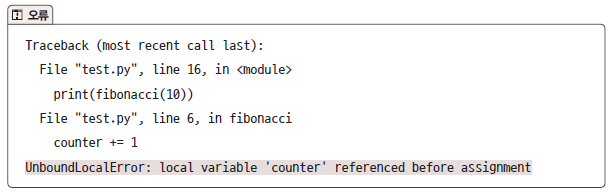 오류
Traceback (most recent call last):
  File "test.py", line 16, in <module>
    print(fibonacci(10))
  File "test.py", line 6, in fibonacci
    counter += 1
UnboundLocalError: local variable 'counter' referenced before assignment